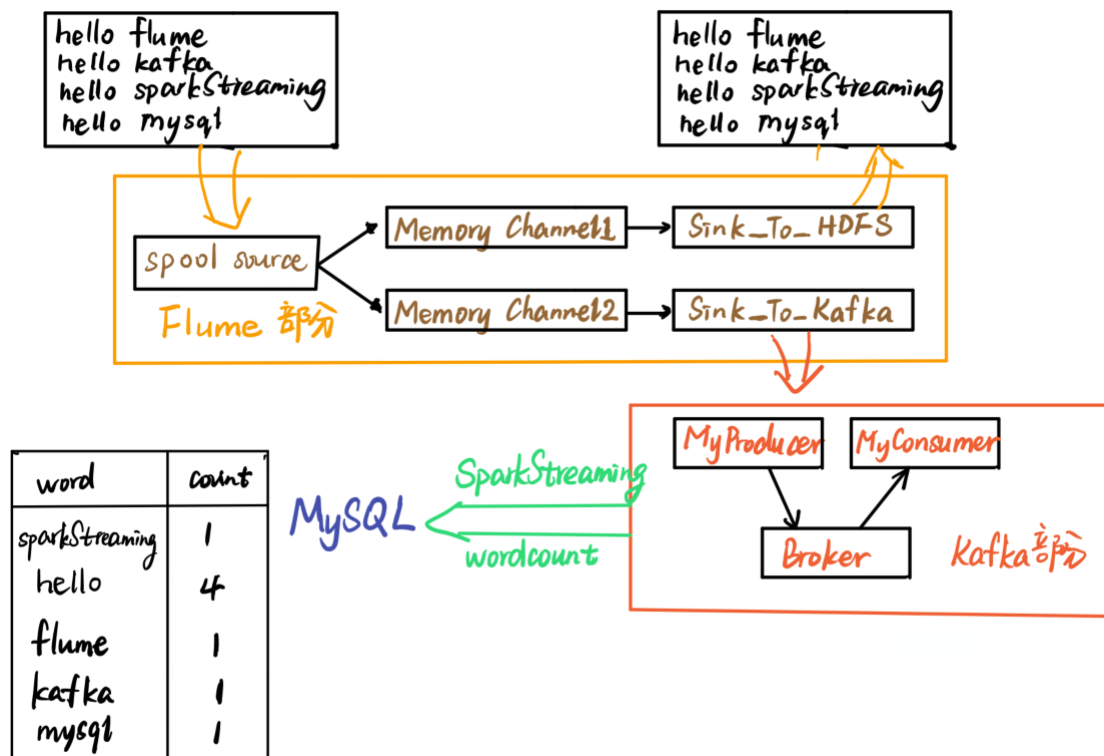 hello flume
hello kafka
hello sparkStreaming
hello mysql
hello flume
hello kafka
hello sparkStreaming
hello mysql
spool source
Memory Channel1
Sink_To_HDFS
Memory Channel2
Sink_To_Kafka
Flume 部分
MyProducer
MyConsumer
Broker
Kafka部分
SparkStreaming
wordcount
MySQL
word count
sparkStreaming 1
hello 4
flume 1
kafka 1
mysql 1